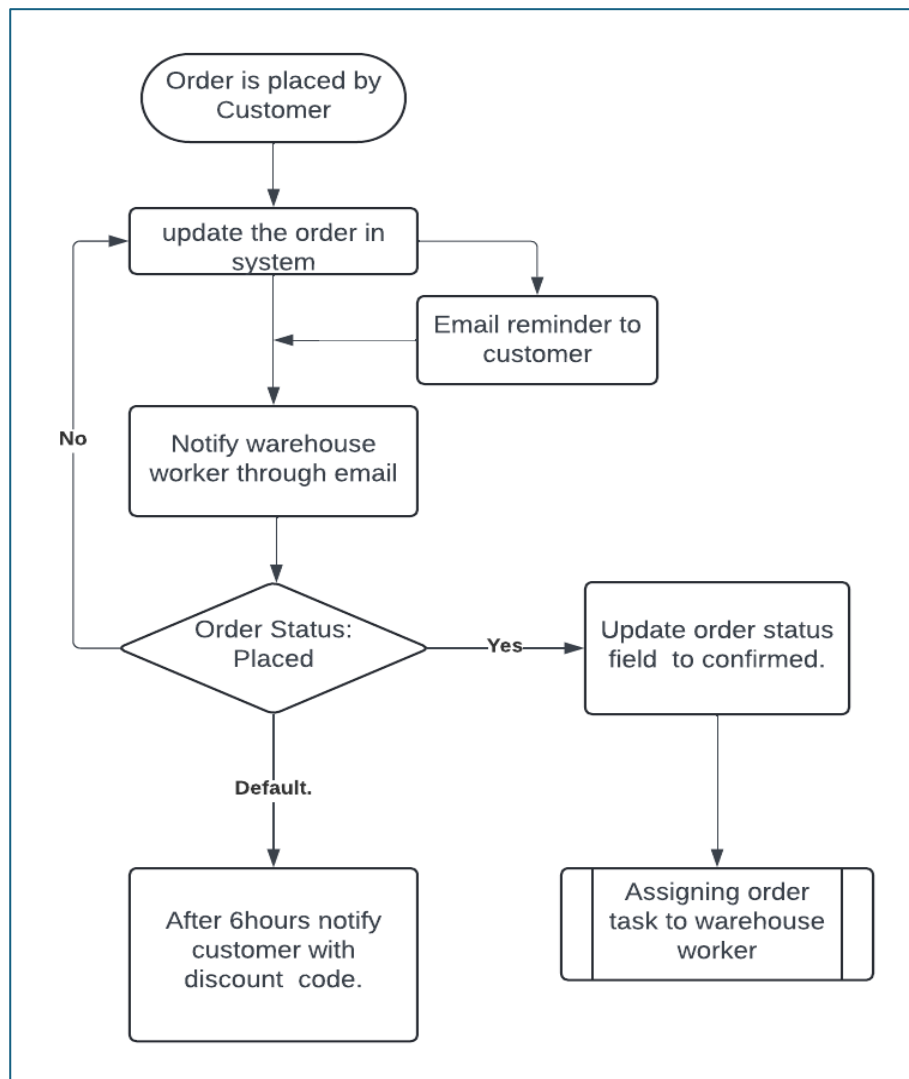 Order is placed by
Customer
update the order in
system
Email reminder to
customer
No
Notify warehouse
worker through email
Order Status:
Placed
Yes
Update order status
field to confirmed.
Default.
After 6hours notify
customer with
discount code.
Assigning order
task to warehouse
worker